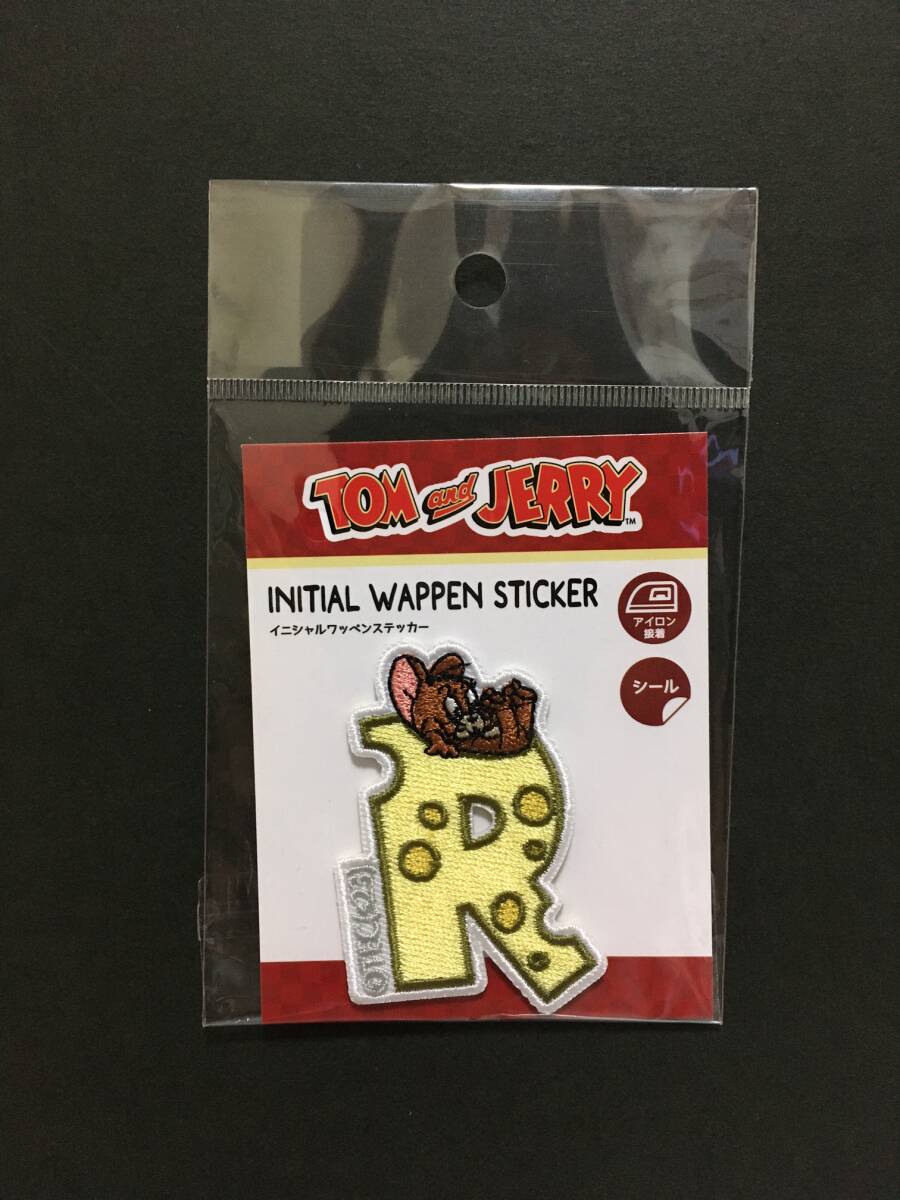 TOM and JERRY™
INITIAL WAPPEN STICKER
イニシャルワッペンステッカー
アイロン
接着
シール
R